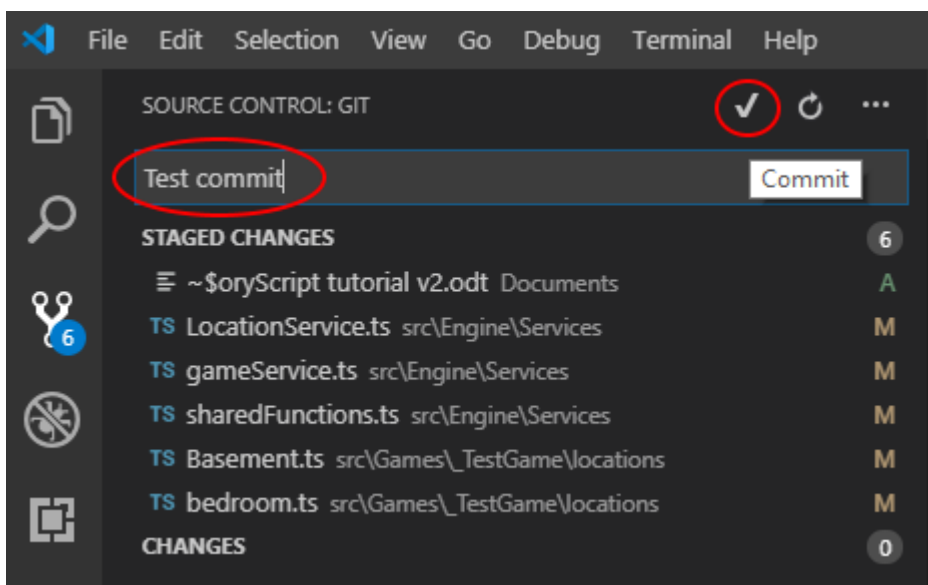 File Edit Selection View Go Debug Terminal Help
SOURCE CONTROL: GIT
Test commit
Commit
STAGED CHANGES 6
~$oryScript tutorial v2.odt Documents A
6
TS LocationService.ts src\Engine\Services M
TS gameService.ts src\Engine\Services M
TS sharedFunctions.ts src\Engine\Services M
TS Basement.ts src\Games\_TestGame\locations M
TS bedroom.ts src\Games\_TestGame\locations M
CHANGES 0